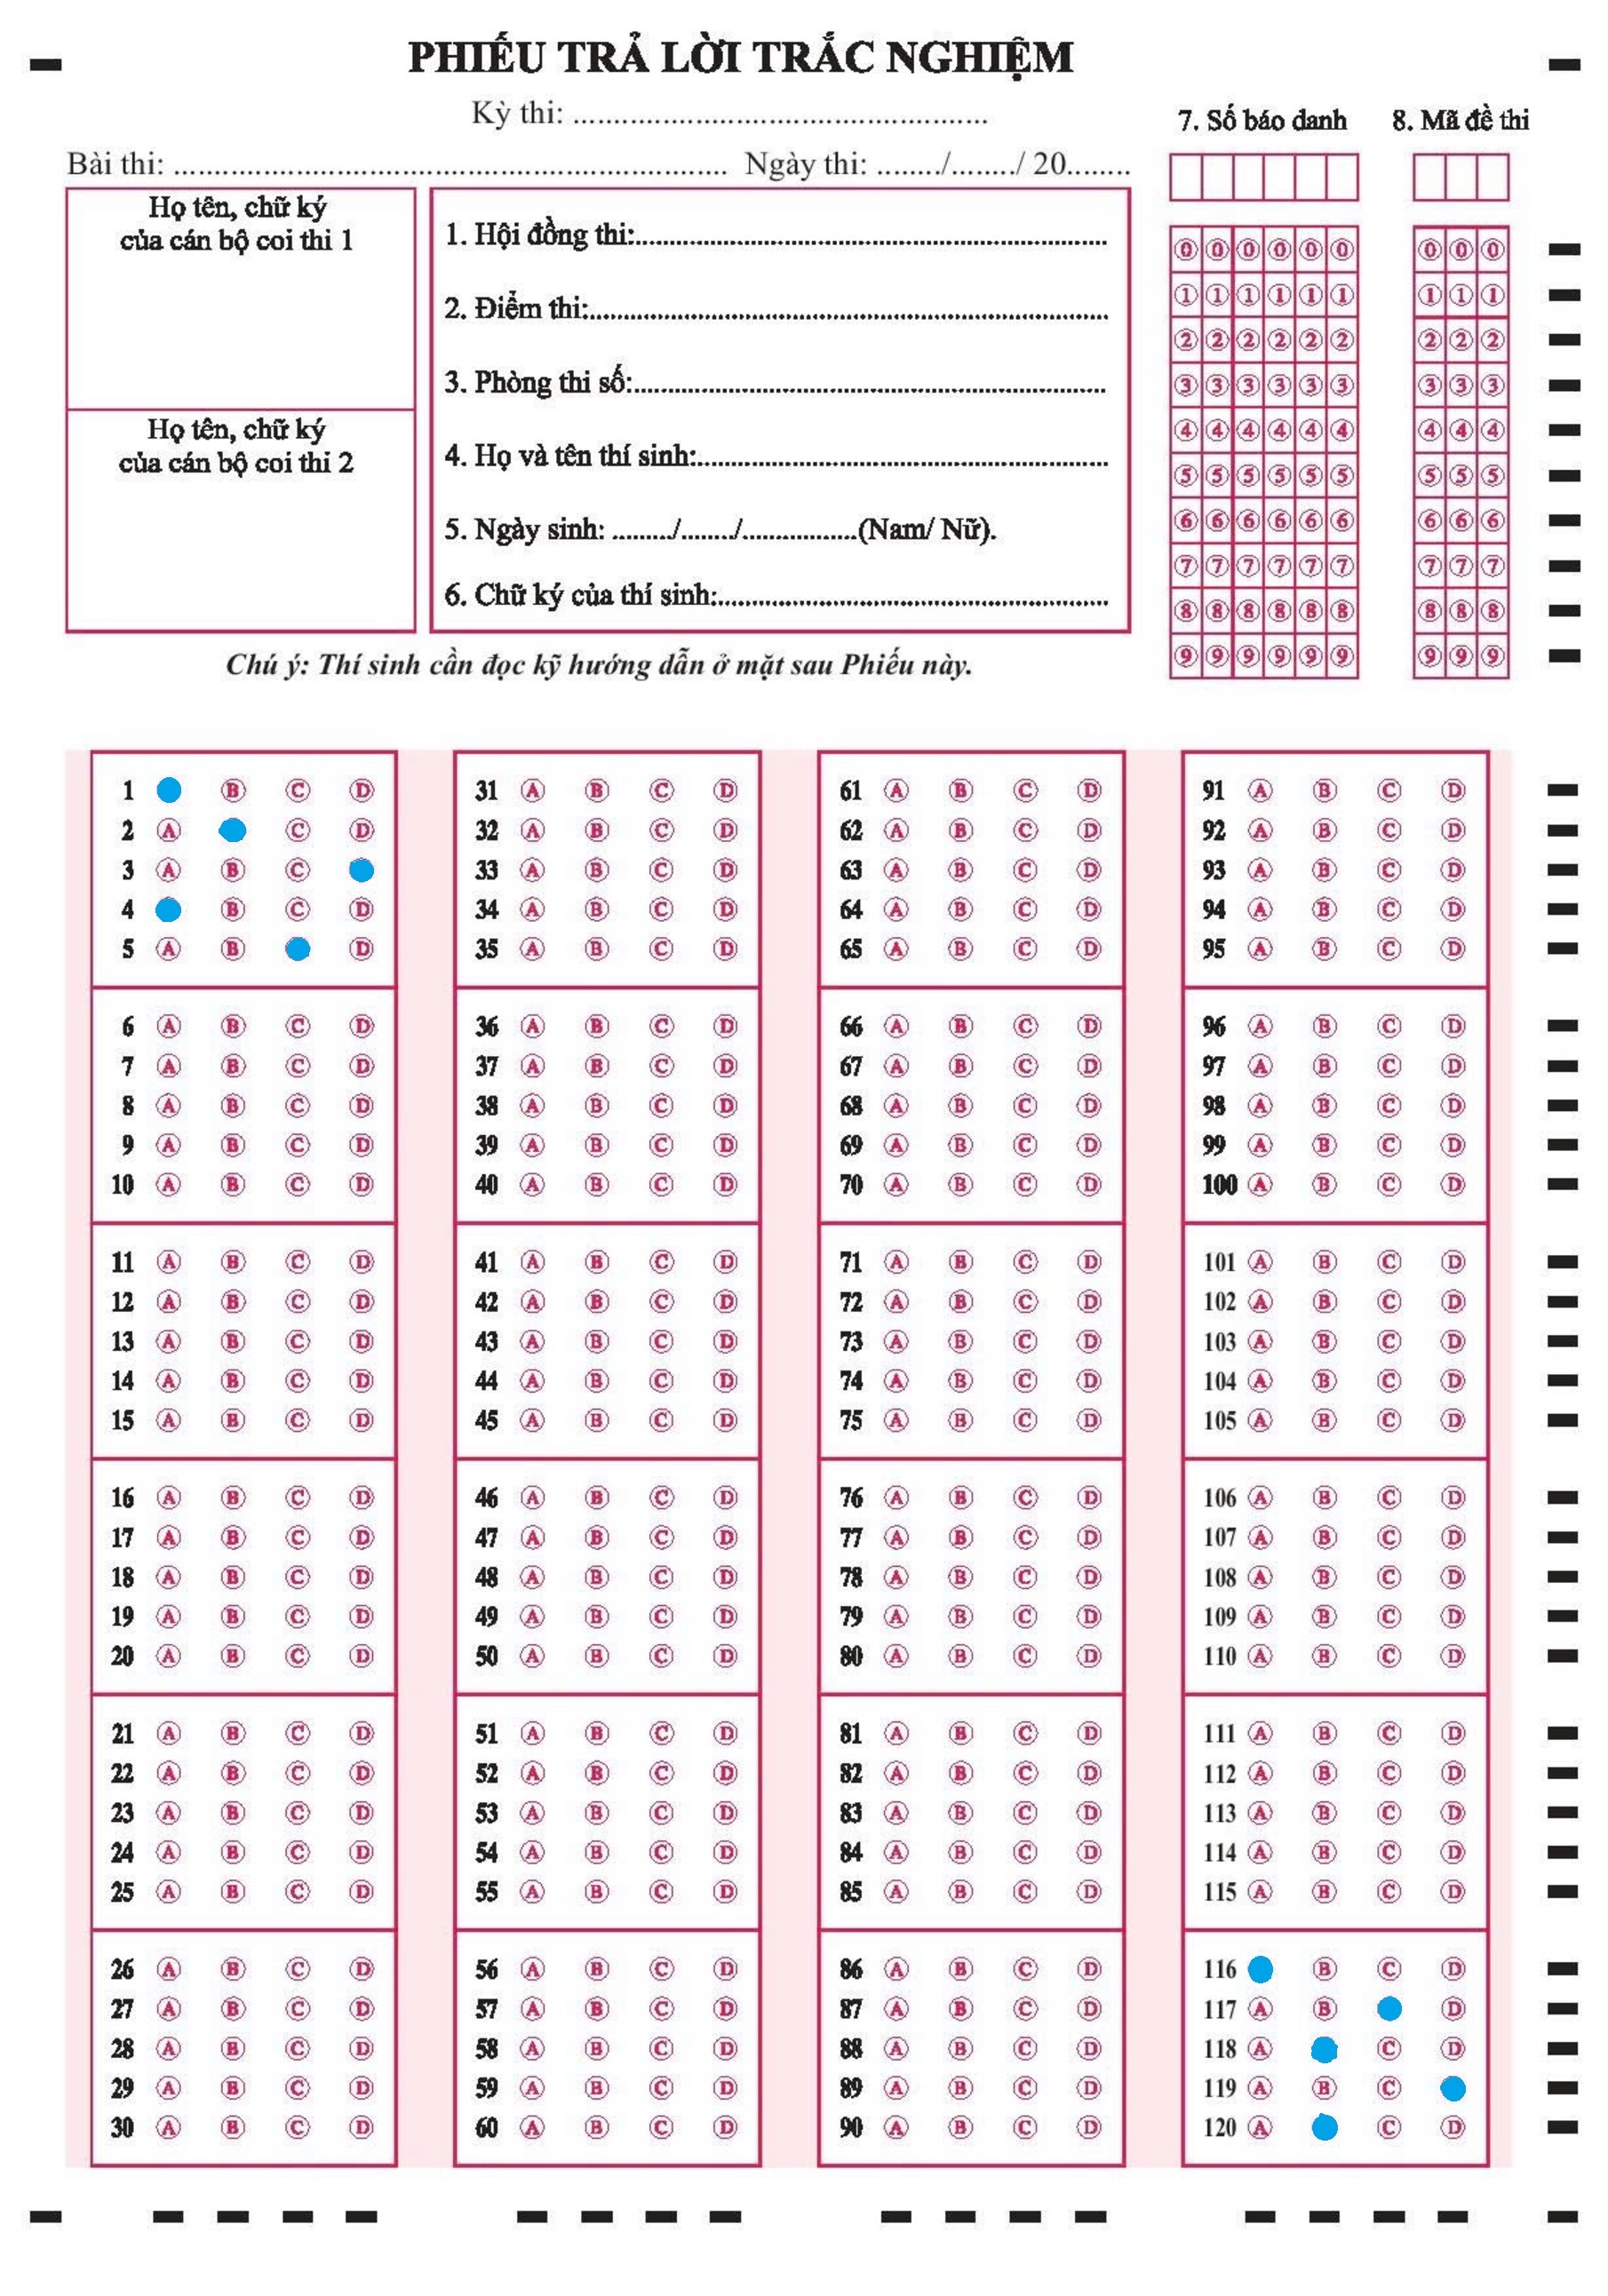 PHIẾU TRẢ LỜI TRẮC NGHIỆM
Kỳ thi: ................................................
Bài thi: ..................................................................... Ngày thi: ......../......../ 20........
7. Số báo danh
8. Mã đề thi
Họ tên, chữ ký
của cán bộ coi thi 1
Họ tên, chữ ký
của cán bộ coi thi 2
1. Hội đồng thi:......................................................................
2. Điểm thi:.............................................................................
3. Phòng thi số:......................................................................
4. Họ và tên thí sinh:.............................................................
5. Ngày sinh: ........./......../.................(Nam/ Nữ).
6. Chữ ký của thí sinh:..........................................................
0 0 0 0 0 0 0 0 0
1 1 1 1 1 1 1 1 1
2 2 2 2 2 2 2 2 2
3 3 3 3 3 3 3 3 3
4 4 4 4 4 4 4 4 4
5 5 5 5 5 5 5 5 5
6 6 6 6 6 6 6 6 6
7 7 7 7 7 7 7 7 7
8 8 8 8 8 8 8 8 8
9 9 9 9 9 9 9 9 9
Chú ý: Thí sinh cần đọc kỹ hướng dẫn ở mặt sau Phiếu này.
1 B C D
2 A C D
3 A B C
4 B C D
5 A B D
6 A B C D
7 A B C D
8 A B C D
9 A B C D
10 A B C D
11 A B C D
12 A B C D
13 A B C D
14 A B C D
15 A B C D
16 A B C D
17 A B C D
18 A B C D
19 A B C D
20 A B C D
21 A B C D
22 A B C D
23 A B C D
24 A B C D
25 A B C D
26 A B C D
27 A B C D
28 A B C D
29 A B C D
30 A B C D
31 A B C D
32 A B C D
33 A B C D
34 A B C D
35 A B C D
36 A B C D
37 A B C D
38 A B C D
39 A B C D
40 A B C D
41 A B C D
42 A B C D
43 A B C D
44 A B C D
45 A B C D
46 A B C D
47 A B C D
48 A B C D
49 A B C D
50 A B C D
51 A B C D
52 A B C D
53 A B C D
54 A B C D
55 A B C D
56 A B C D
57 A B C D
58 A B C D
59 A B C D
60 A B C D
61 A B C D
62 A B C D
63 A B C D
64 A B C D
65 A B C D
66 A B C D
67 A B C D
68 A B C D
69 A B C D
70 A B C D
71 A B C D
72 A B C D
73 A B C D
74 A B C D
75 A B C D
76 A B C D
77 A B C D
78 A B C D
79 A B C D
80 A B C D
81 A B C D
82 A B C D
83 A B C D
84 A B C D
85 A B C D
86 A B C D
87 A B C D
88 A B C D
89 A B C D
90 A B C D
91 A B C D
92 A B C D
93 A B C D
94 A B C D
95 A B C D
96 A B C D
97 A B C D
98 A B C D
99 A B C D
100 A B C D
101 A B C D
102 A B C D
103 A B C D
104 A B C D
105 A B C D
106 A B C D
107 A B C D
108 A B C D
109 A B C D
110 A B C D
111 A B C D
112 A B C D
113 A B C D
114 A B C D
115 A B C D
116 B C D
117 A B D
118 A C D
119 A B C
120 A C D